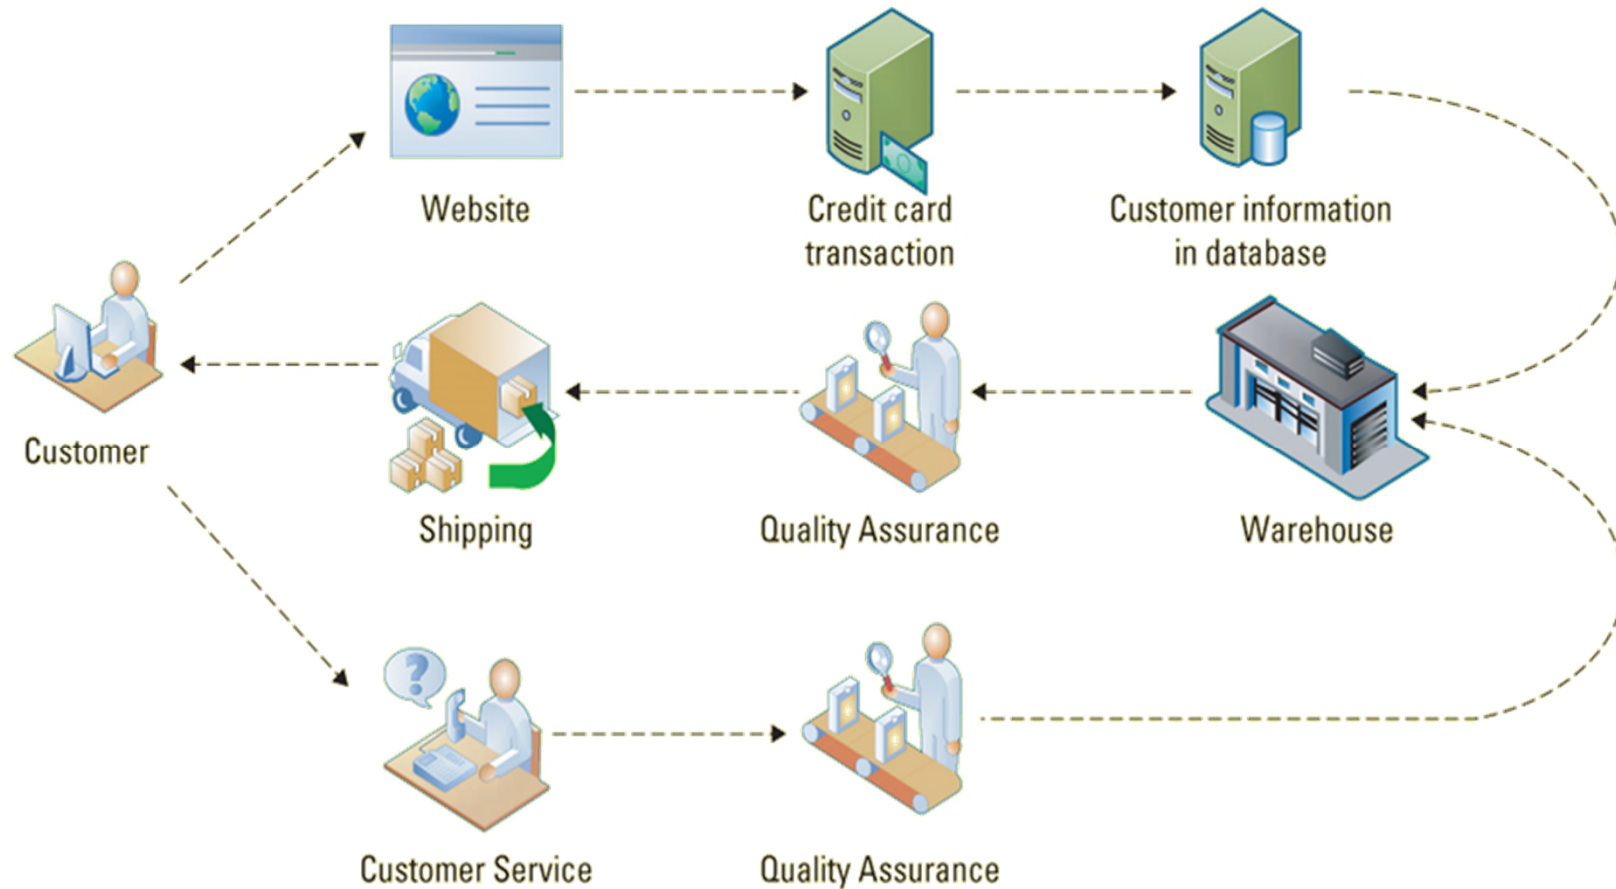 Website
Credit card
transaction
Customer information
in database
Customer
Shipping
Quality Assurance
Warehouse
?
Customer Service
Quality Assurance